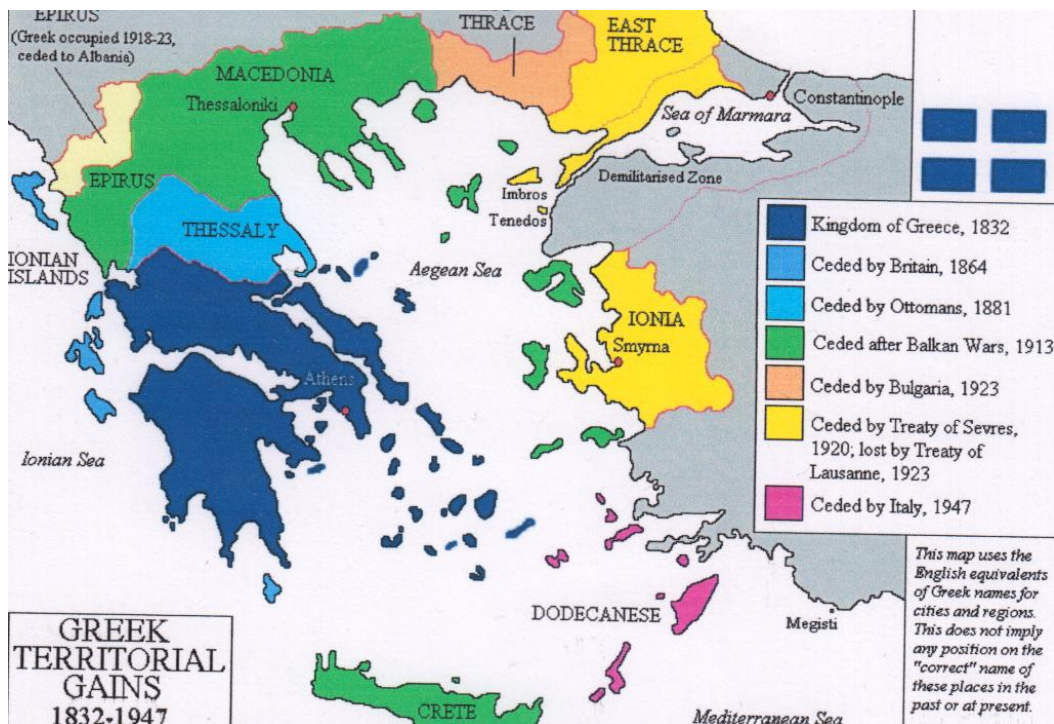 EPIRUS
(Greek occupied 1918-23,
ceded to Albania)
THRACE
EAST
THRACE
MACEDONIA
Thessaloniki
Constantinople
Sea of Marmara
EPIRUS
Imbros
Demilitarised Zone
Tenedos
THESSALY
IONIAN
ISLANDS
Aegean Sea
IONIA
Smyrna
Athens
Ionian Sea
DODECANESE
Megisti
CRETE
Mediterranean Sea
Kingdom of Greece, 1832
Ceded by Britain, 1864
Ceded by Ottomans, 1881
Ceded after Balkan Wars, 1913
Ceded by Bulgaria, 1923
Ceded by Treaty of Sevres,
1920; lost by Treaty of
Lausanne, 1923
Ceded by Italy, 1947
This map uses the
English equivalents
of Greek names for
cities and regions.
This does not imply
any position on the
"correct" name of
these places in the
past or at present.
GREEK
TERRITORIAL
GAINS
1832-1947